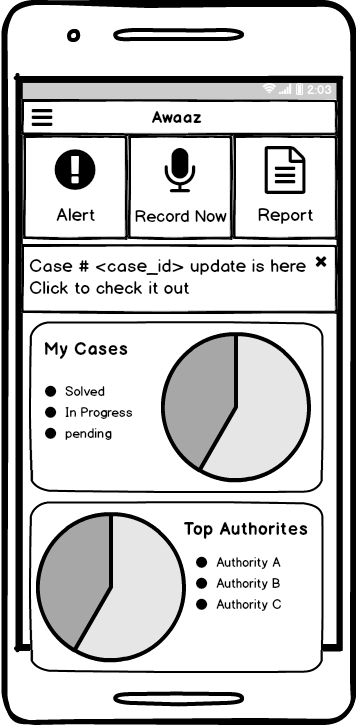 2:03
Awaaz
Alert
Record Now
Report
Case # <case_id> update is here
Click to check it out
My Cases
Solved
In Progress
pending
Top Authorites
Authority A
Authority B
Authority C